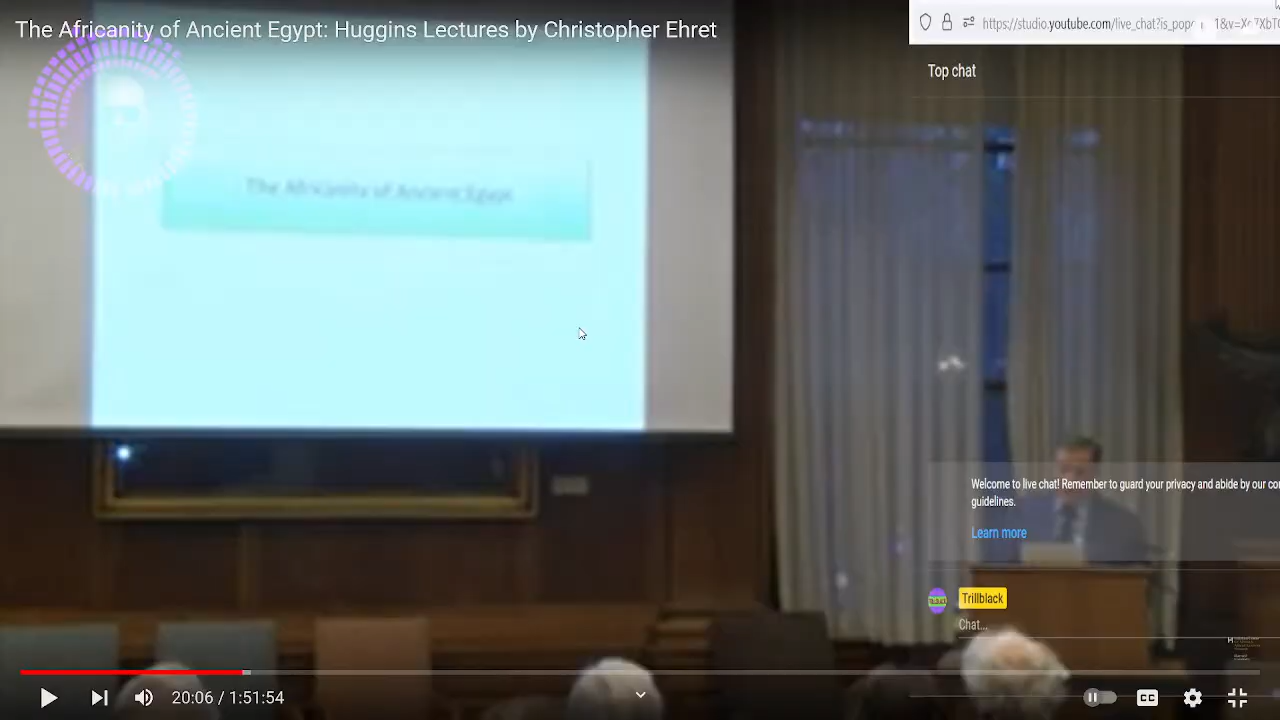 The Africanity of Ancient Egypt: Huggins Lectures by Christopher Ehret
https://studio.youtube.com/live_chat?is_pop
Top chat
The Africanity of Ancient Egypt
Welcome to live chat! Remember to guard your privacy and abide by our co
guidelines.
Learn more
Trillblack
Chat...
20:06 / 1:51:54
CC